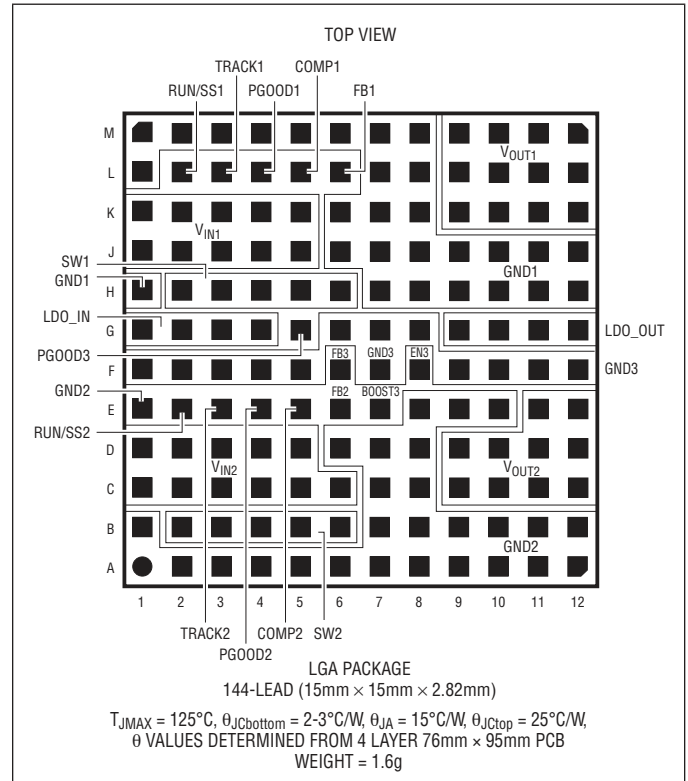 TOP VIEW
TRACK1 COMP1
RUN/SS1 PGOOD1 FB1
M
VOUT1
L
K
VIN1
J
SW1
GND1
GND1
H
LDO_IN
G
LDO_OUT
PGOOD3
FB3 GND3 EN3
F
GND3
GND2
FB2 BOOST3
E
RUN/SS2
D
VIN2
VOUT2
C
B
GND2
A
1 2 3 4 5 6 7 8 9 10 11 12
TRACK2 COMP2 SW2
PGOOD2
LGA PACKAGE
144-LEAD (15mm × 15mm × 2.82mm)
TJMAX = 125°C, θJCbottom = 2-3°C/W, θJA = 15°C/W, θJCtop = 25°C/W,
θ VALUES DETERMINED FROM 4 LAYER 76mm × 95mm PCB
WEIGHT = 1.6g